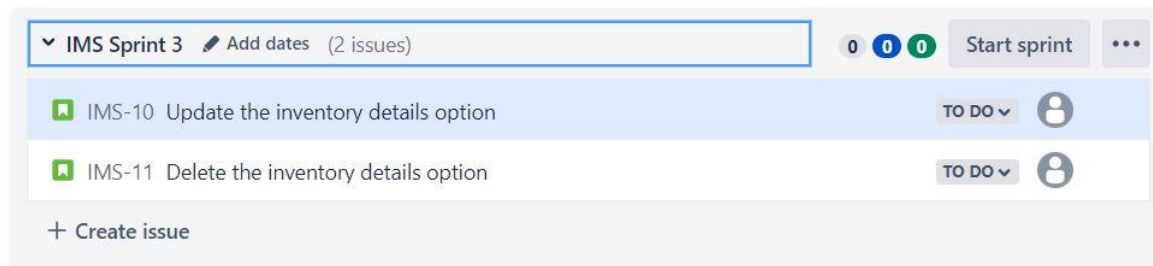 IMS Sprint 3 Add dates (2 issues) 0 0 0 Start sprint •••
IMS-10 Update the inventory details option TO DO
IMS-11 Delete the inventory details option TO DO
+ Create issue